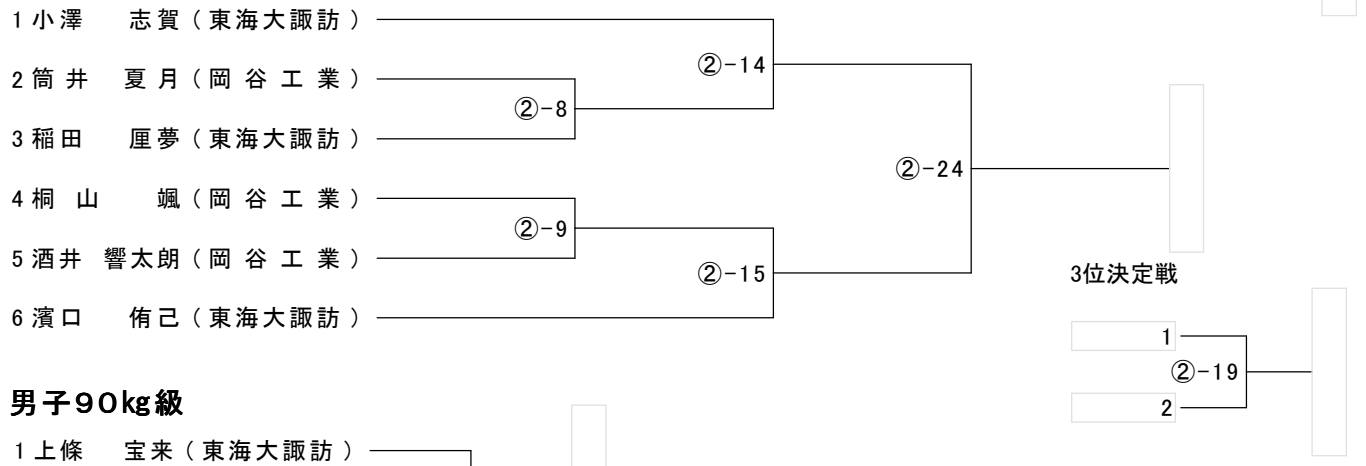 1 小澤 志賀（東海大諏訪）
②-14
2 筒井 夏月（岡谷工業）
②-8
3 稲田 厘夢（東海大諏訪）
②-24
4 桐山 颯（岡谷工業）
②-9
5 酒井 響太朗（岡谷工業）
②-15
3位決定戦
6 濱口 侑己（東海大諏訪）
1
②-19
2
男子90kg級
1 上條 宝来（東海大諏訪）